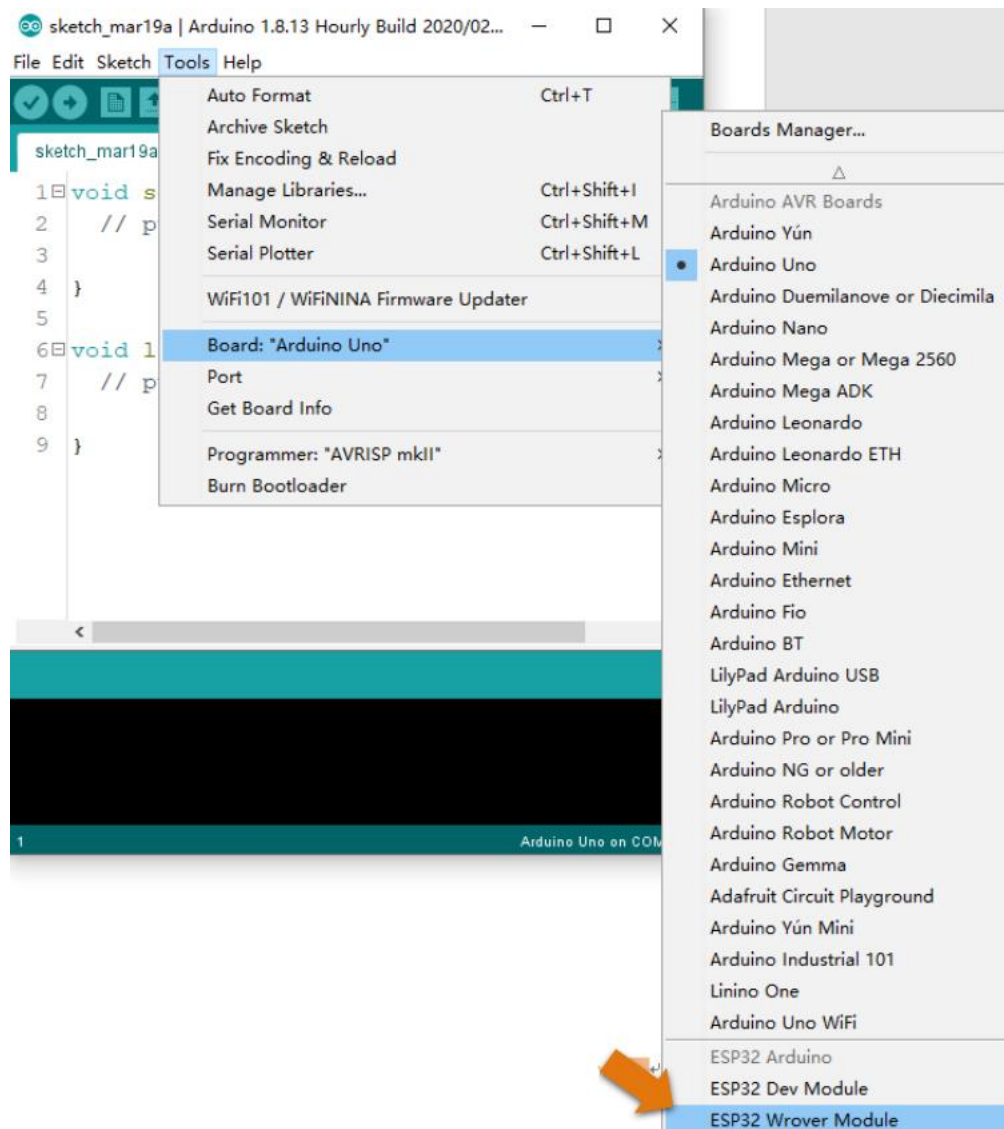 sketch_mar19a | Arduino 1.8.13 Hourly Build 2020/02...
File Edit Sketch Tools Help
sketch_mar19a
1 void s
2 // p
3
4 }
5
6 void l
7 // p
8
9 }
Auto Format Ctrl+T
Archive Sketch
Fix Encoding & Reload
Manage Libraries... Ctrl+Shift+I
Serial Monitor Ctrl+Shift+M
Serial Plotter Ctrl+Shift+L
WiFi101 / WiFiNINA Firmware Updater
Board: "Arduino Uno"
Port
Get Board Info
Programmer: "AVRISP mkII"
Burn Bootloader
1 Arduino Uno on COM
Boards Manager...
Arduino AVR Boards
Arduino Yún
Arduino Uno
Arduino Duemilanove or Diecimila
Arduino Nano
Arduino Mega or Mega 2560
Arduino Mega ADK
Arduino Leonardo
Arduino Leonardo ETH
Arduino Micro
Arduino Esplora
Arduino Mini
Arduino Ethernet
Arduino Fio
Arduino BT
LilyPad Arduino USB
LilyPad Arduino
Arduino Pro or Pro Mini
Arduino NG or older
Arduino Robot Control
Arduino Robot Motor
Arduino Gemma
Adafruit Circuit Playground
Arduino Yún Mini
Arduino Industrial 101
Linino One
Arduino Uno WiFi
ESP32 Arduino
ESP32 Dev Module
ESP32 Wrover Module